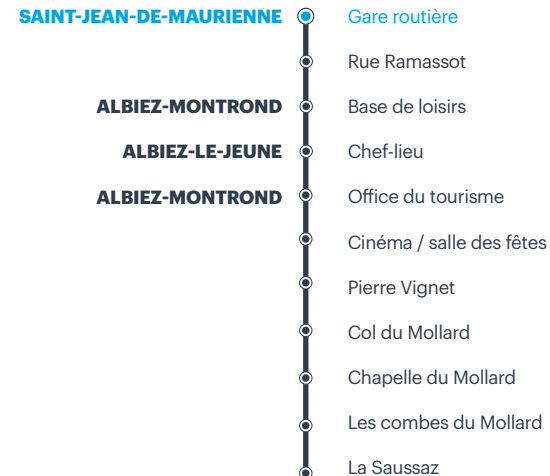 SAINT-JEAN-DE-MAURIENNE Gare routière
Rue Ramassot
ALBIEZ-MONTROND Base de loisirs
ALBIEZ-LE-JEUNE Chef-lieu
ALBIEZ-MONTROND Office du tourisme
Cinéma / salle des fêtes
Pierre Vignet
Col du Mollard
Chapelle du Mollard
Les combes du Mollard
La Saussaz